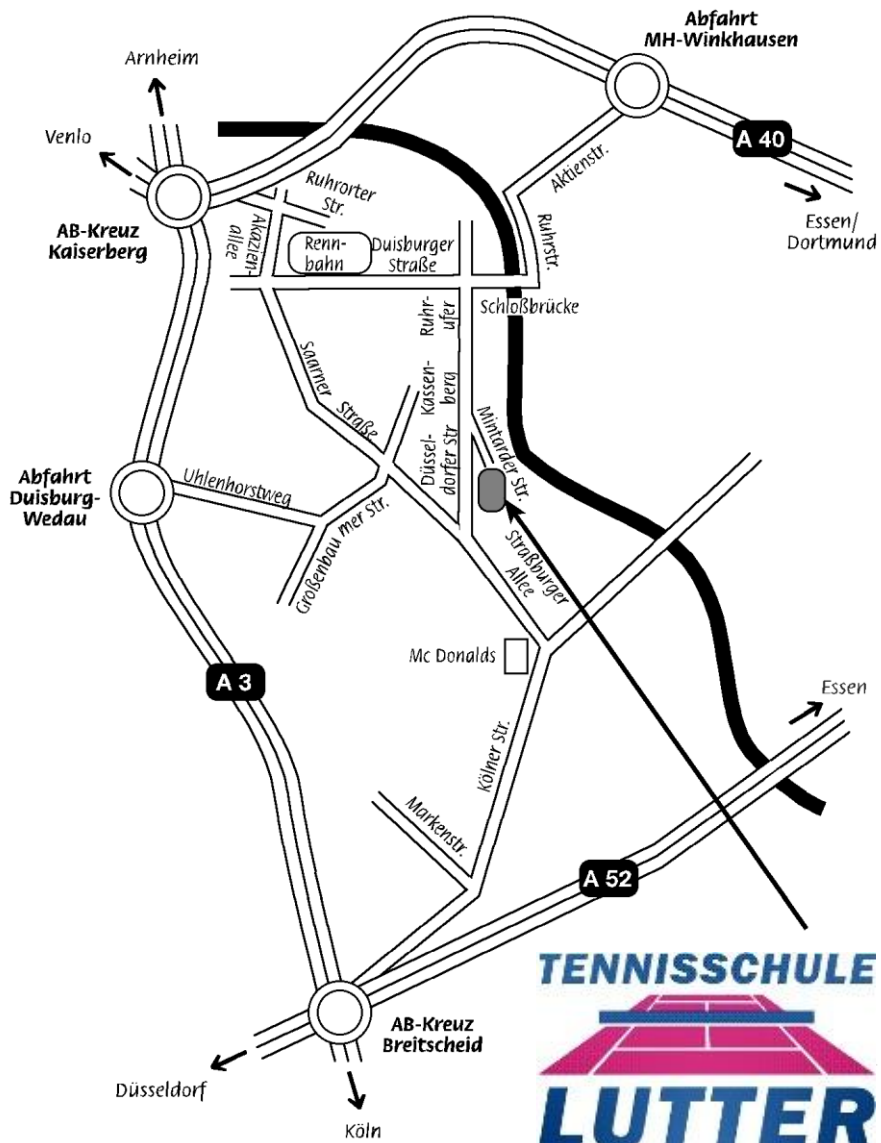 Abfahrt
MH-Winkhausen
Arnheim
Venlo
A 40
Ruhrorter
Str.
Aktienstr.
Essen/
Dortmund
AB-Kreuz
Kaiserberg
Akazien-
allee
Renn-
bahn
Duisburger
Straße
Ruhrstr.
Schloßbrücke
Ruhr-
ufer
Saarner
Straße
Kassen-
berg
Mintarder Str.
Düssel-
dorfer Str
Abfahrt
Duisburg-
Wedau
Uhlenhorstweg
Großenbau mer Str.
Straßburger
Allee
Mc Donalds
A 3
Essen
Kölner Str.
Markenstr.
A 52
AB-Kreuz
Breitscheid
Düsseldorf
Köln
TENNISSCHULE
LUTTER